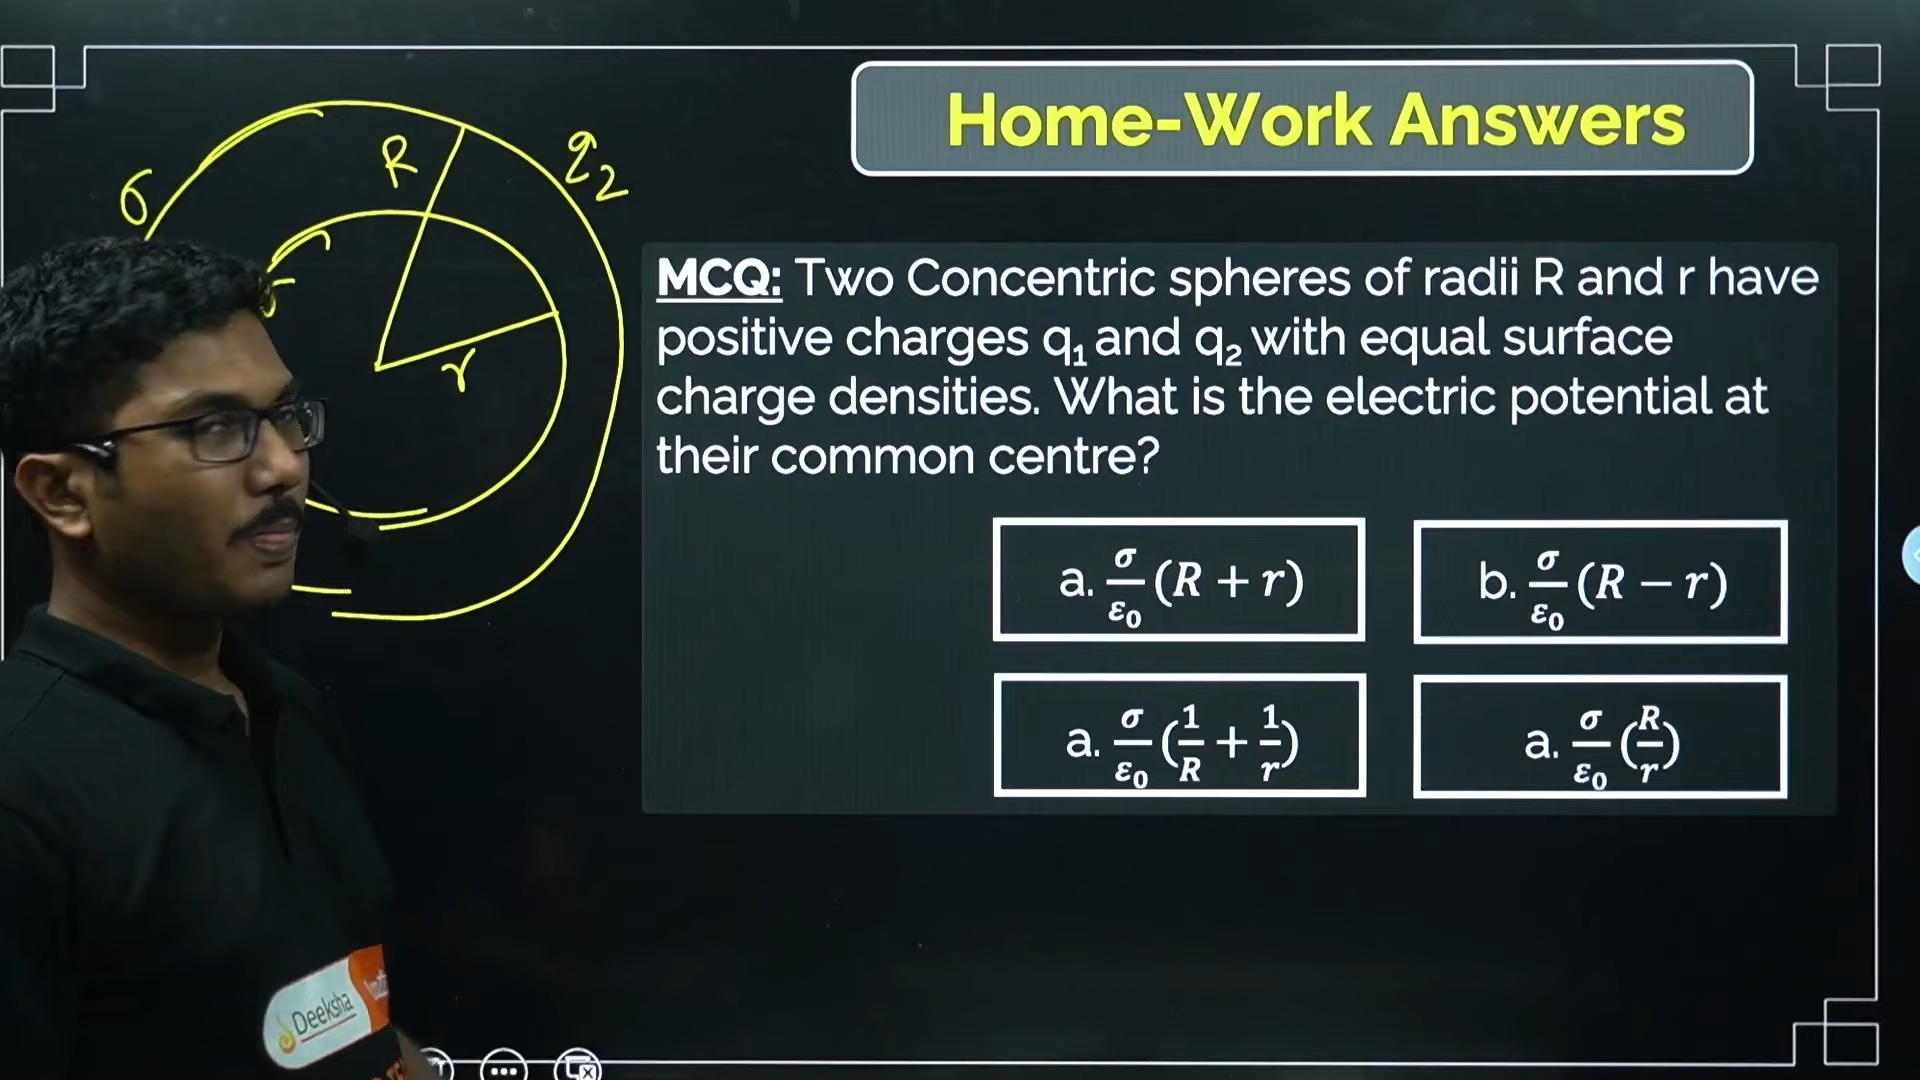 Home-Work Answers
σ
R
q2
σ
r
MCQ: Two Concentric spheres of radii R and r have
positive charges q₁ and q₂ with equal surface
charge densities. What is the electric potential at
their common centre?
a. σ/ε₀ (R + r)
b. σ/ε₀ (R − r)
a. σ/ε₀ (1/R + 1/r)
a. σ/ε₀ (R/r)
Deeksha